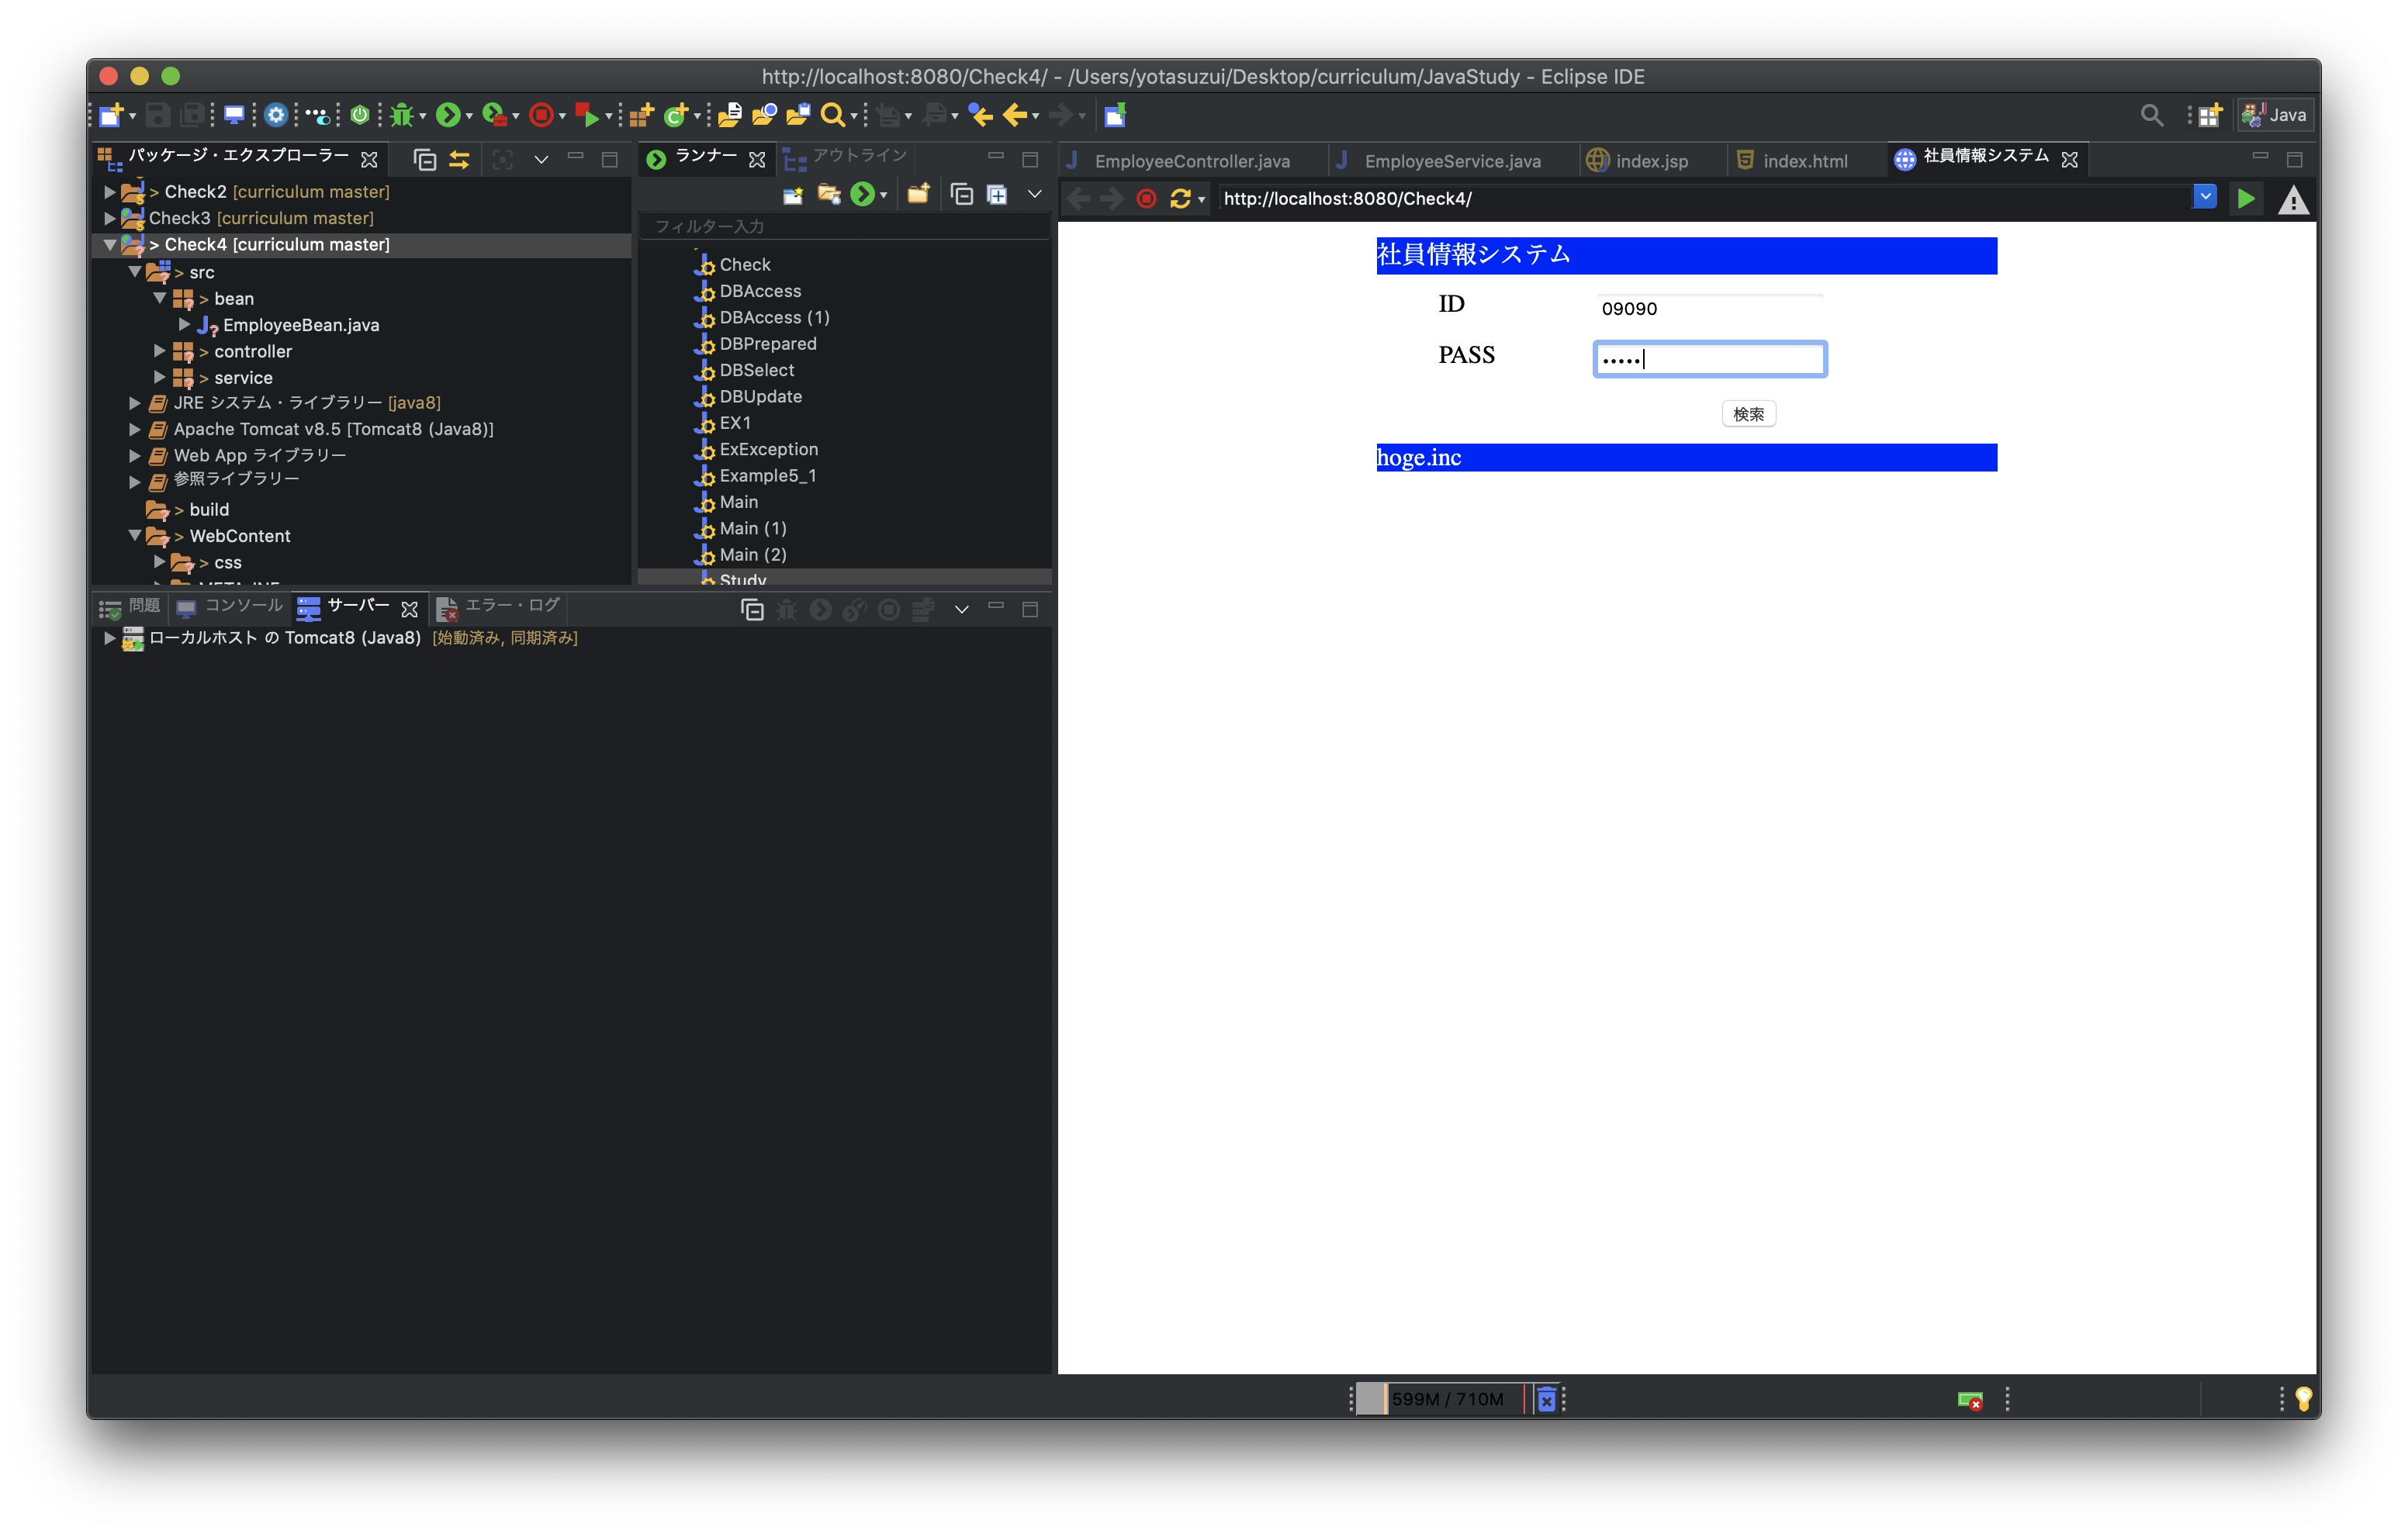 http://localhost:8080/Check4/ - /Users/yotasuzui/Desktop/curriculum/JavaStudy - Eclipse IDE
Java
パッケージ・エクスプローラー
> Check2 [curriculum master]
Check3 [curriculum master]
> Check4 [curriculum master]
> src
> bean
EmployeeBean.java
> controller
> service
JRE システム・ライブラリー [java8]
Apache Tomcat v8.5 [Tomcat8 (Java8)]
Web App ライブラリー
参照ライブラリー
> build
> WebContent
> css
ランナー
アウトライン
フィルター入力
Check
DBAccess
DBAccess (1)
DBPrepared
DBSelect
DBUpdate
EX1
ExException
Example5_1
Main
Main (1)
Main (2)
Study
EmployeeController.java
EmployeeService.java
index.jsp
index.html
社員情報システム
http://localhost:8080/Check4/
社員情報システム
ID
09090
PASS
•••••
検索
hoge.inc
問題
コンソール
サーバー
エラー・ログ
ローカルホスト の Tomcat8 (Java8) [始動済み, 同期済み]
599M / 710M